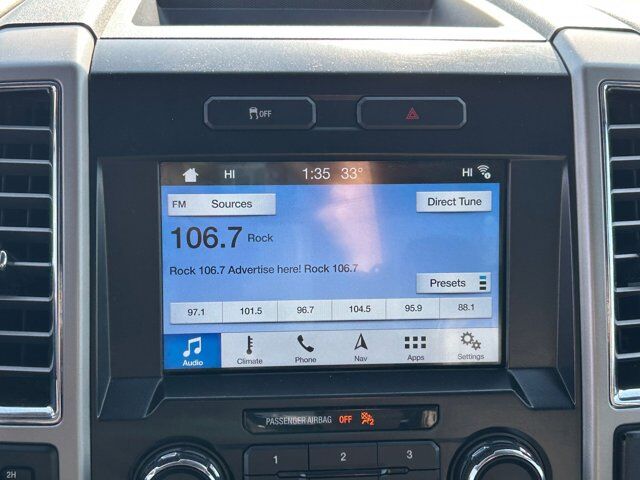 OFF
HI 1:35 33° HI
FM Sources Direct Tune
106.7 Rock
Rock 106.7 Advertise here! Rock 106.7
Presets
97.1 101.5 96.7 104.5 95.9 88.1
Audio Climate Phone Nav Apps Settings
PASSENGER AIRBAG OFF 2
1 2 3
2H